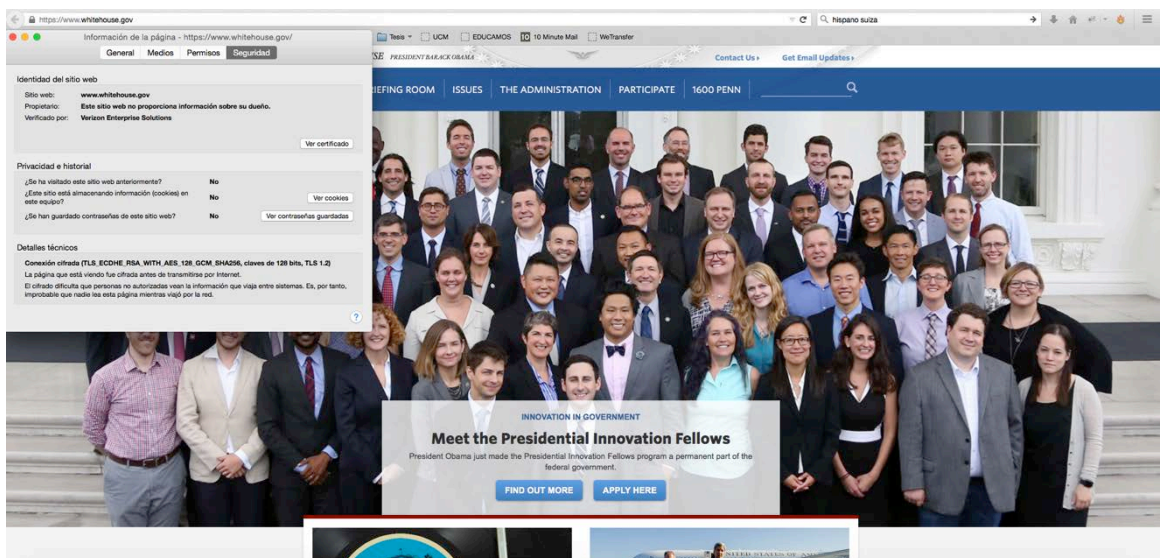 https://www.whitehouse.gov
hispano suiza
Información de la página - https://www.whitehouse.gov/
Tesis
UCM
EDUCAMOS
10
10 Minute Mail
WeTransfer
General
Medios
Permisos
Seguridad
SE PRESIDENT BARACK OBAMA
Contact Us
Get Email Updates
IEFING ROOM
ISSUES
THE ADMINISTRATION
PARTICIPATE
1600 PENN
Identidad del sitio web
Sitio web: www.whitehouse.gov
Propietario: Este sitio web no proporciona información sobre su dueño.
Verificado por: Verizon Enterprise Solutions
Ver certificado
Privacidad e historial
¿Se ha visitado este sitio web anteriormente? No
¿Este sitio está almacenando información (cookies) en
este equipo? No
Ver cookies
¿Se han guardado contraseñas de este sitio web? No
Ver contraseñas guardadas
Detalles técnicos
Conexión cifrada (TLS_ECDHE_RSA_WITH_AES_128_GCM_SHA256, claves de 128 bits, TLS 1.2)
La página que está viendo fue cifrada antes de transmitirse por Internet.
El cifrado dificulta que personas no autorizadas vean la información que viaja entre sistemas. Es, por tanto,
improbable que nadie lea esta página mientras viajó por la red.
?
INNOVATION IN GOVERNMENT
Meet the Presidential Innovation Fellows
President Obama just made the Presidential Innovation Fellows program a permanent part of the
federal government.
FIND OUT MORE
APPLY HERE
UNITED STATES OF